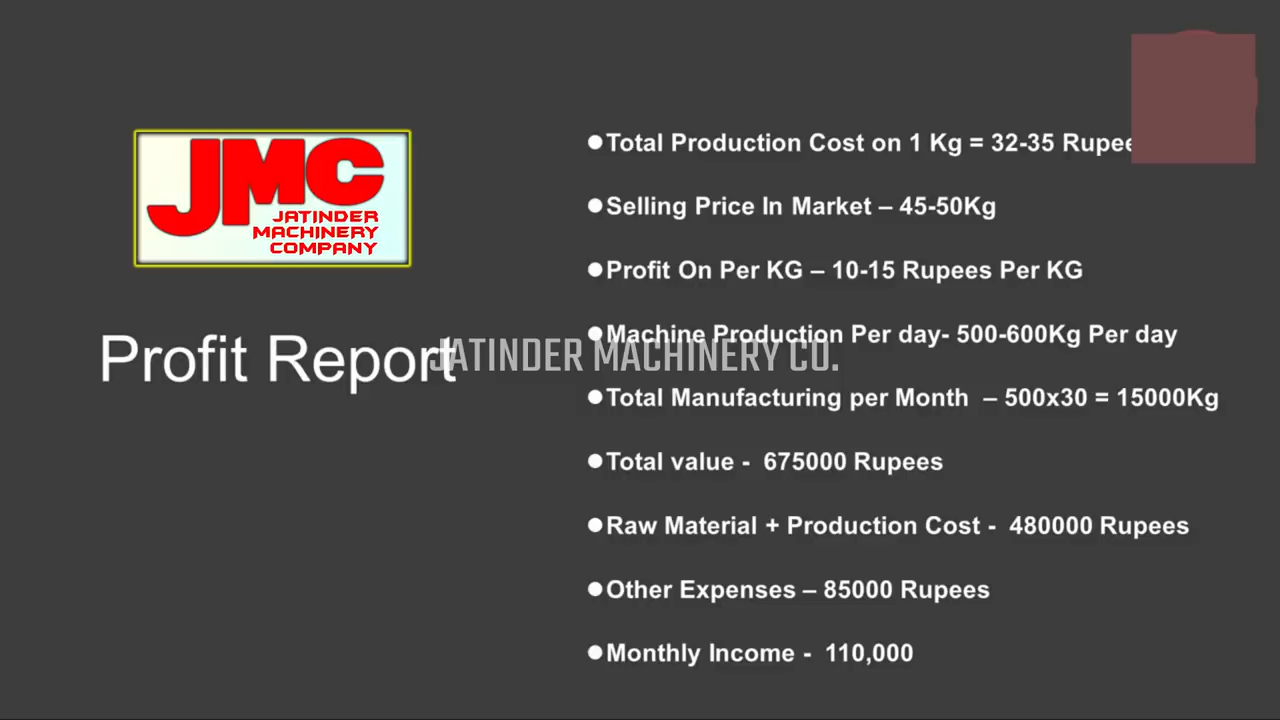 JMC
JATINDER
MACHINERY
COMPANY
Profit Report
JATINDER MACHINERY CO.
●Total Production Cost on 1 Kg = 32-35
●Selling Price In Market – 45-50Kg
●Profit On Per KG – 10-15 Rupees Per KG
●Machine Production Per day- 500-600Kg Per day
●Total Manufacturing per Month – 500x30 = 15000Kg
●Total value - 675000 Rupees
●Raw Material + Production Cost - 480000 Rupees
●Other Expenses – 85000 Rupees
●Monthly Income - 110,000